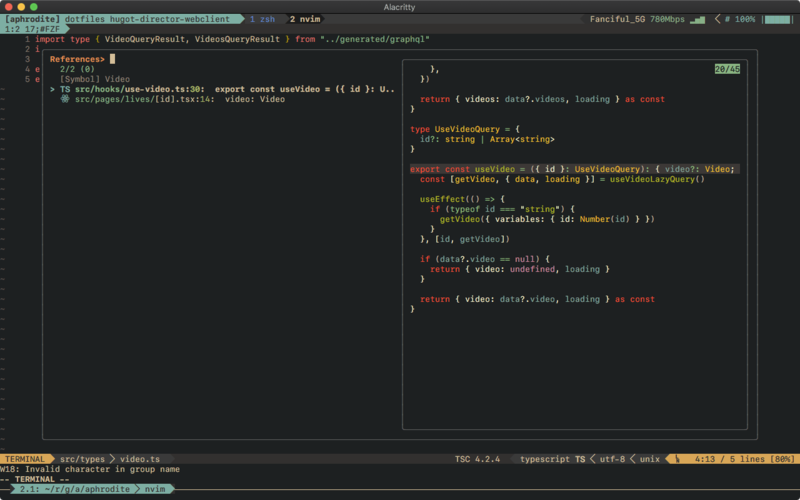 Alacritty
[aphrodite] dotfiles hugot-director-webclient 1 zsh 2 nvim Fanciful_5G 780Mbps # 100%
1:2 17;#FZF
1 import type { VideoQueryResult, VideosQueryResult } from "../generated/graphql"
2 i
3 References>
2/2 (0)
4 e
[Symbol] Video
5 e
> TS src/hooks/use-video.ts:30: export const useVideo = ({ id }: U..
src/pages/lives/[id].tsx:14: video: Video
20/45
},
})
return { videos: data?.videos, loading } as const
}
type UseVideoQuery = {
id?: string | Array<string>
}
export const useVideo = ({ id }: UseVideoQuery): { video?: Video;
const [getVideo, { data, loading }] = useVideoLazyQuery()
useEffect(() => {
if (typeof id === "string") {
getVideo({ variables: { id: Number(id) } })
}
}, [id, getVideo])
if (data?.video == null) {
return { video: undefined, loading }
}
return { video: data?.video, loading } as const
}
TERMINAL src/types video.ts TSC 4.2.4 typescript TS utf-8 unix 4:13 / 5 lines [80%]
W18: Invalid character in group name
-- TERMINAL --
2.1: ~/r/g/a/aphrodite nvim